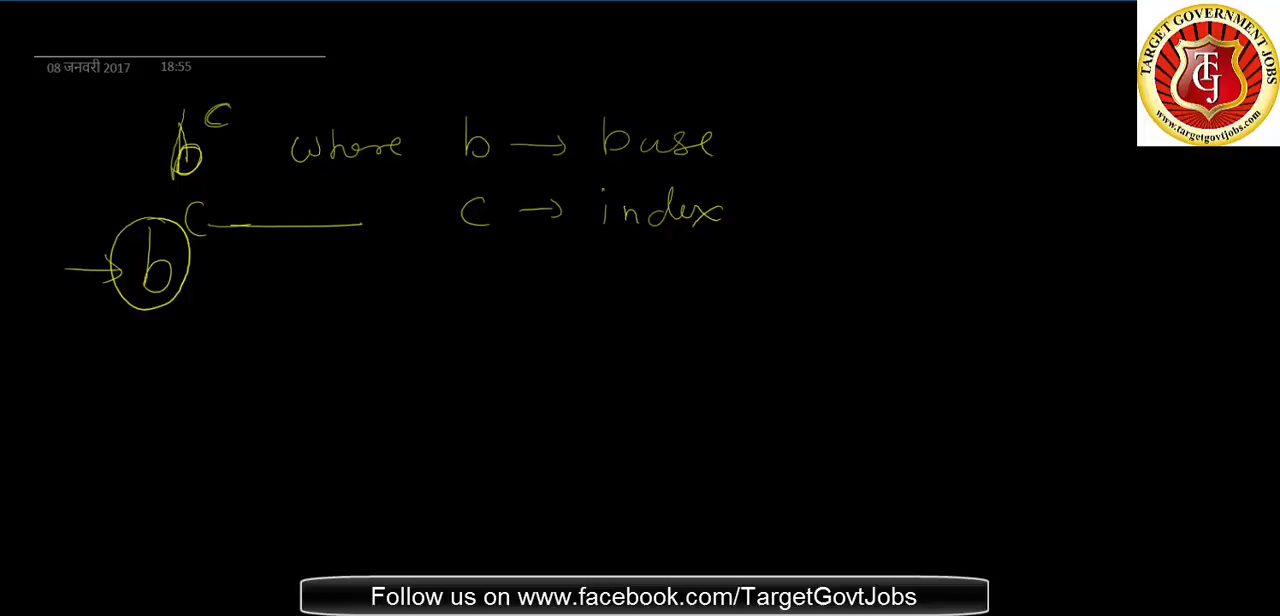 TARGET GOVERNMENT JOBS
TGJ
www.targetgovtjobs.com
08 जनवरी 2017 18:55
b^c where b → base
c → index
b^c
Follow us on www.facebook.com/TargetGovtJobs